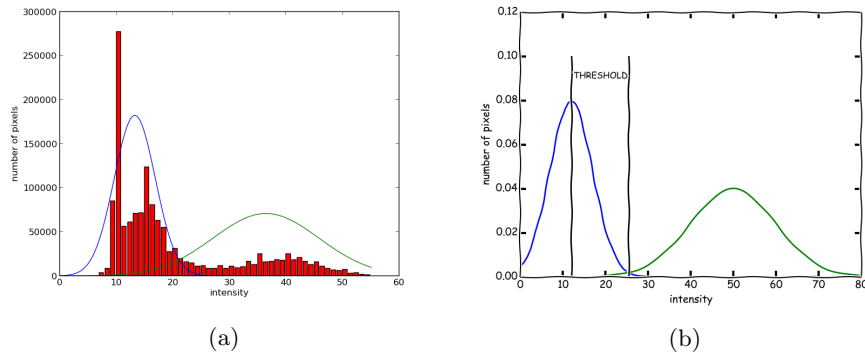 300000
250000
200000
150000
100000
50000
0
number of pixels
0 10 20 30 40 50 60
intensity
(a)
0.12
0.10
0.08
0.06
0.04
0.02
0.00
number of pixels
THRESHOLD
0 10 20 30 40 50 60 70 80
intensity
(b)